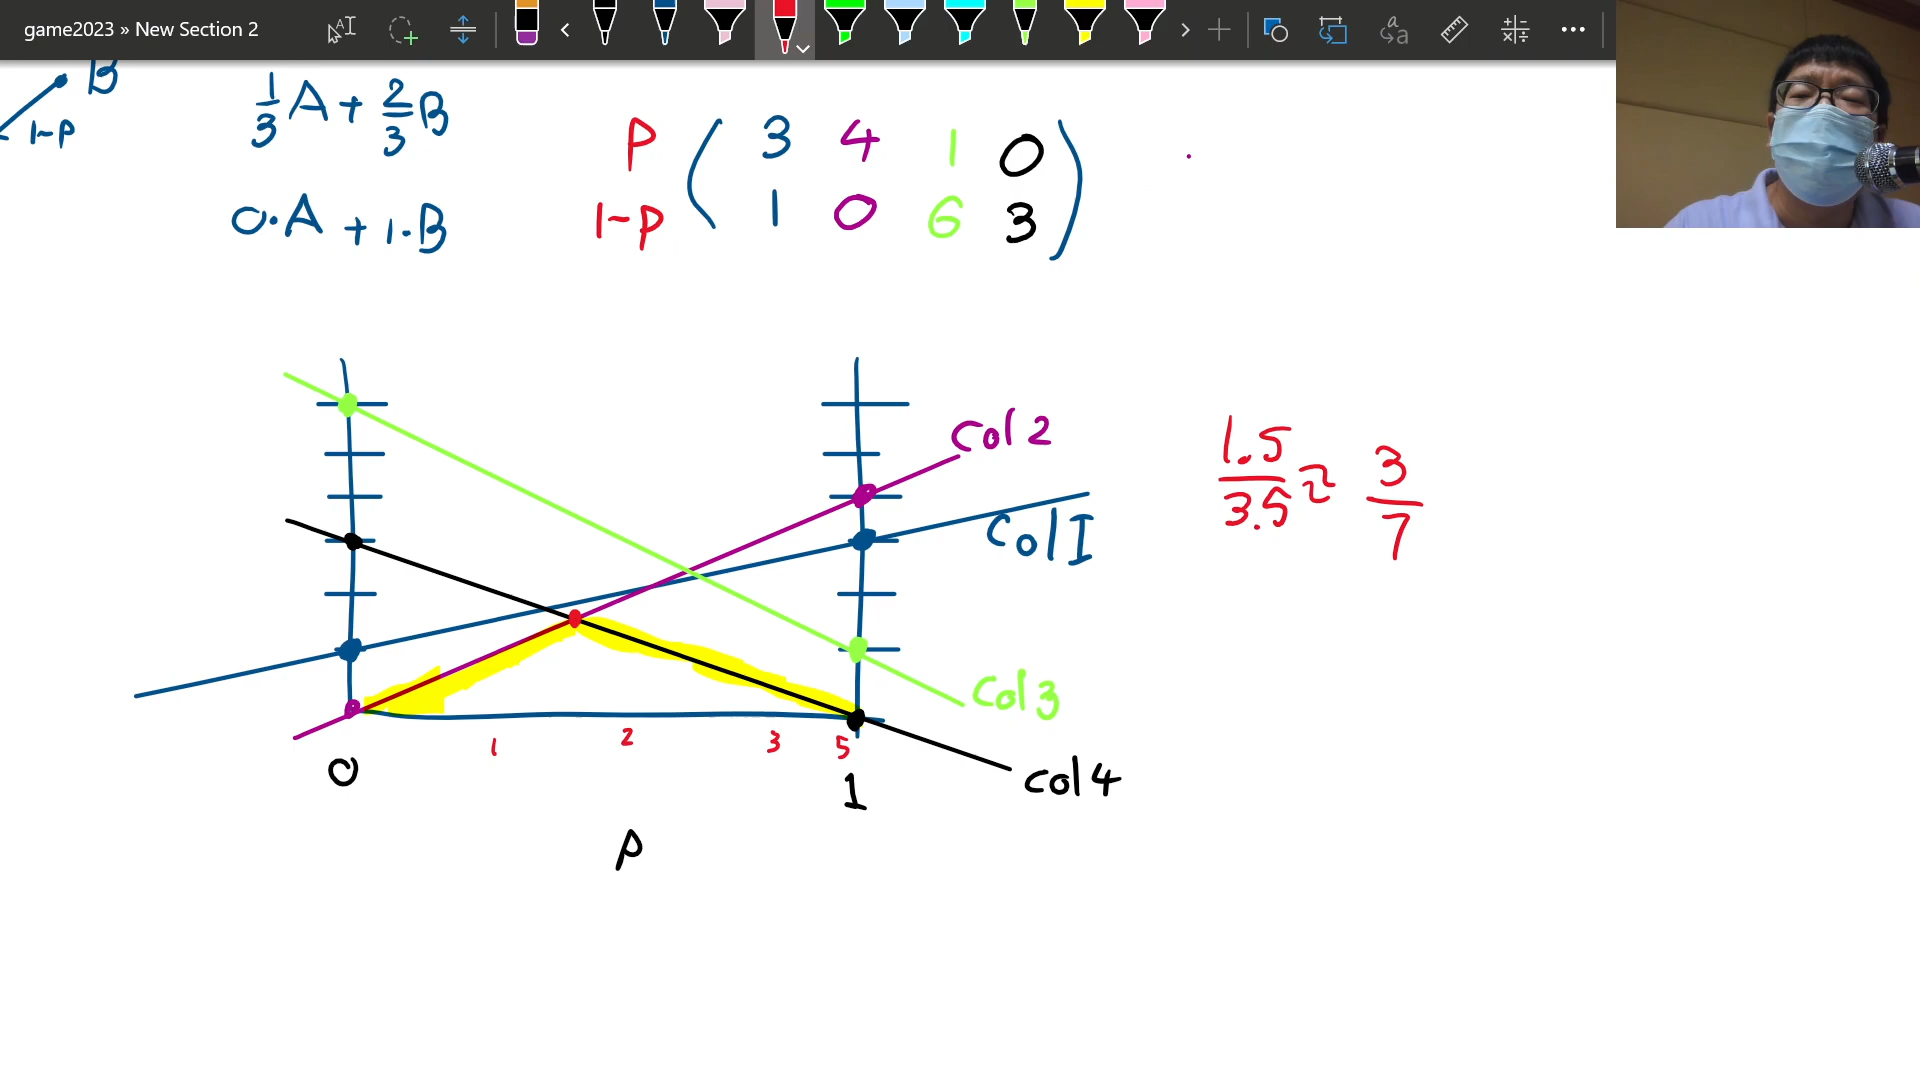 game2023 » New Section 2
B
1-p
1/3 A + 2/3 B
0·A + 1·B
P ( 3 4 1 0 )
1-p ( 1 0 6 3 )
Col 2
Col I
1.5/3.5 ≈ 3/7
Col 3
1 2 3 5
0 1
Col 4
p